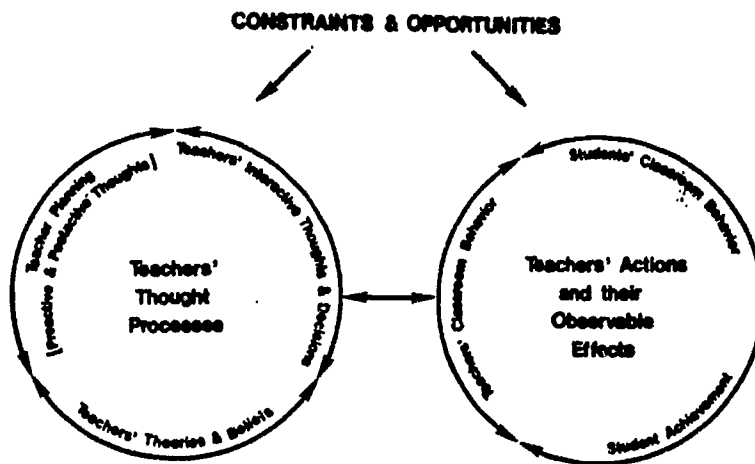 CONSTRAINTS & OPPORTUNITIES
Teacher Planning
[Proactive & Postactive Thoughts]
Teachers' Interactive Thoughts & Decisions
Teachers' Theories & Beliefs
Teachers'
Thought
Processes
Students' Classroom Behavior
Teachers' Classroom Behavior
Student Achievement
Teachers' Actions
and their
Observable
Effects